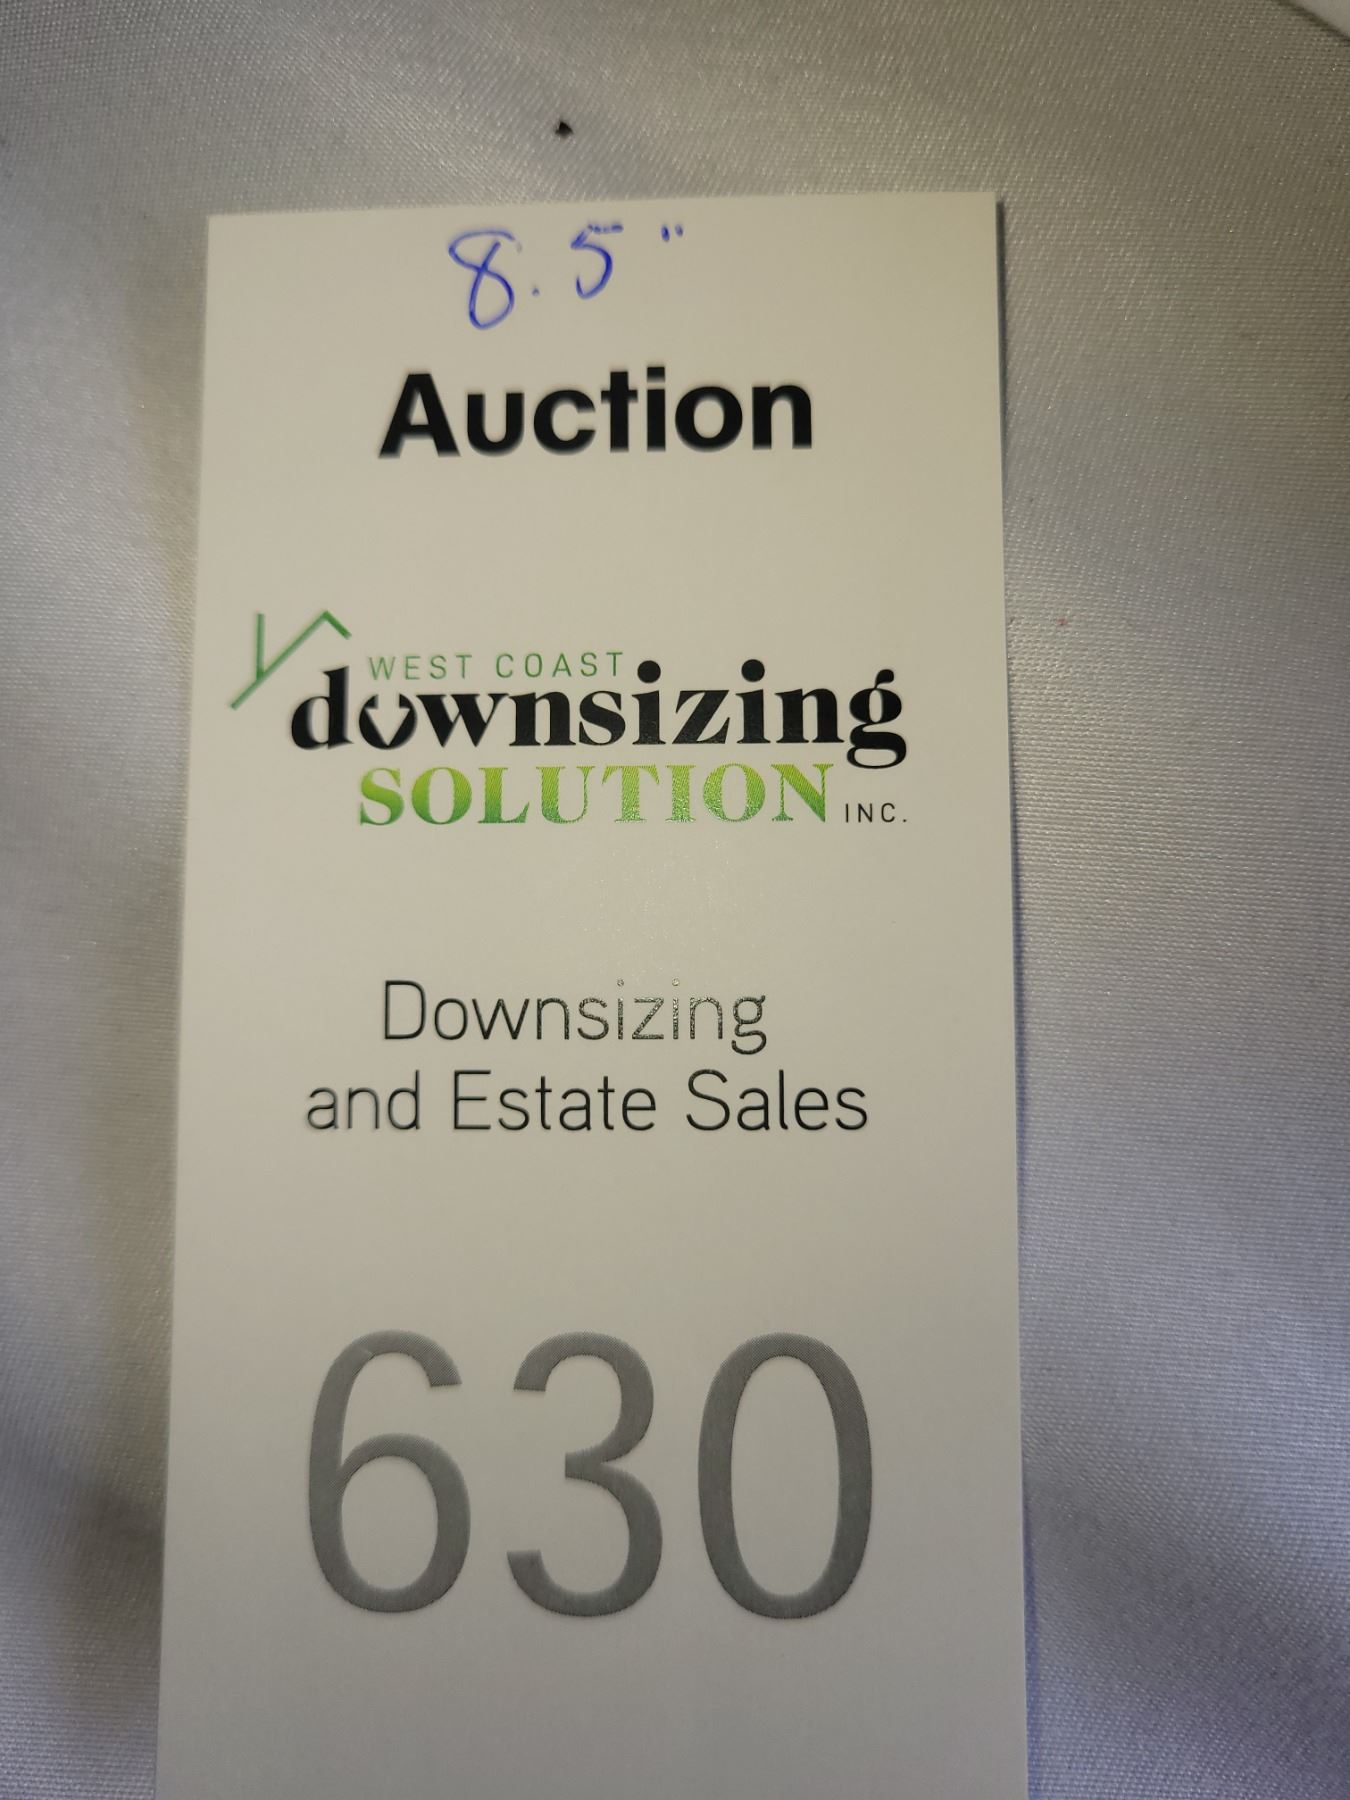 8.5"
Auction
WEST COAST
downsizing
SOLUTION INC.
Downsizing
and Estate Sales
630